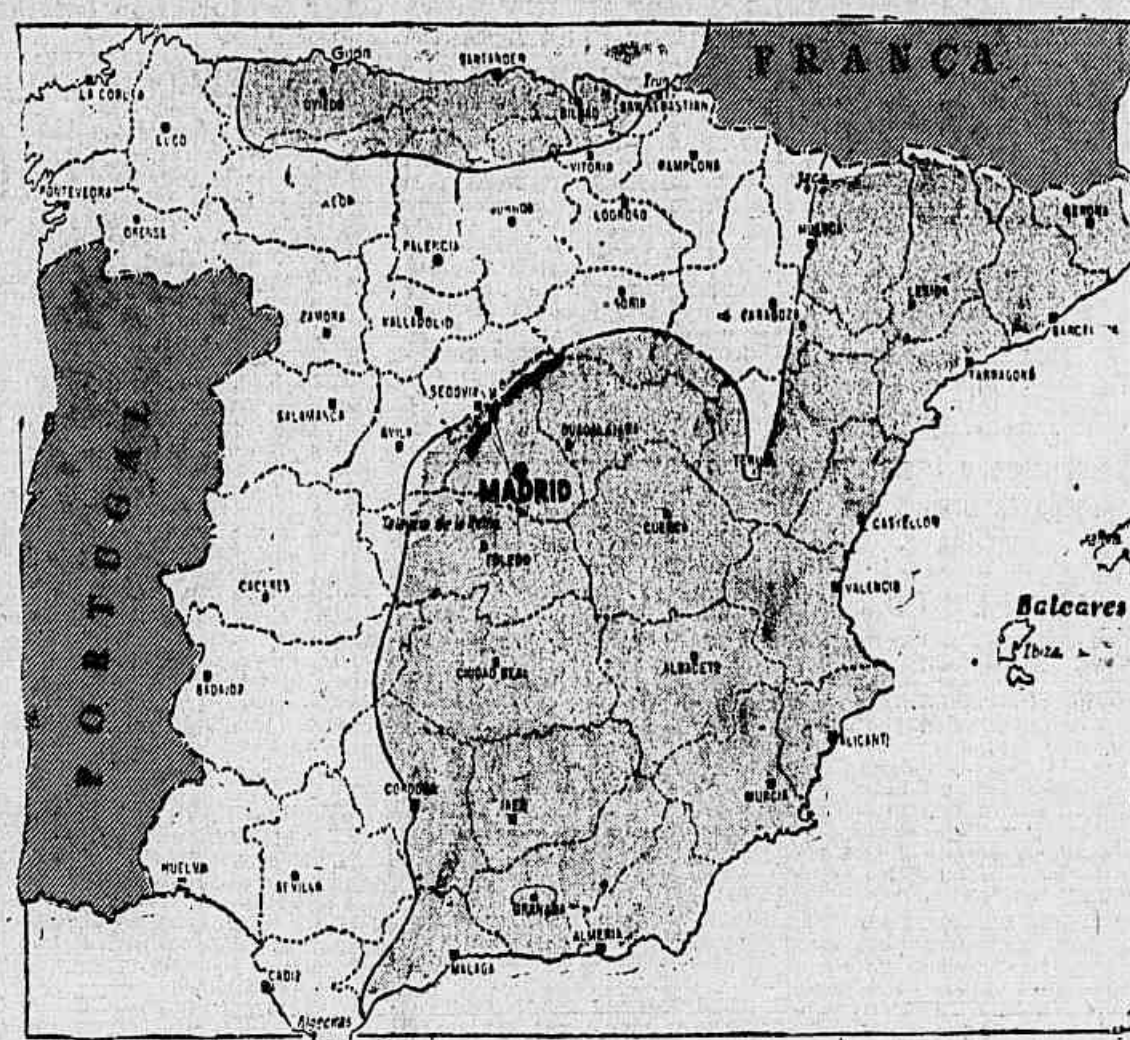 FRANÇA
Gijón
SANTANDER
Irun
LA CORUÑA
OVIEDO
BILBAO
SAN SEBASTIAN
LUGO
VITORIA
PAMPLONA
PONTEVEDRA
ORENSE
LEON
LOGROÑO
JACA
GERONA
PALENCIA
HUESCA
ZAMORA
VALLADOLID
SORIA
ZARAGOZA
LERIDA
BARCEL
TARRAGONA
SEGOVIA
SALAMANCA
AVILA
GUADALAJARA
TERUEL
PORTUGAL
MADRID
Talavera de la Reina
CUENCA
CASTELLON
TOLEDO
CACERES
VALENCIA
Baleares
Ibiza
BADAJOZ
CIUDAD REAL
ALBACETE
ALICANTE
CORDOBA
JAEN
MURCIA
HUELVA
SEVILLA
GRANADA
ALMERIA
MALAGA
CADIZ
Algeciras